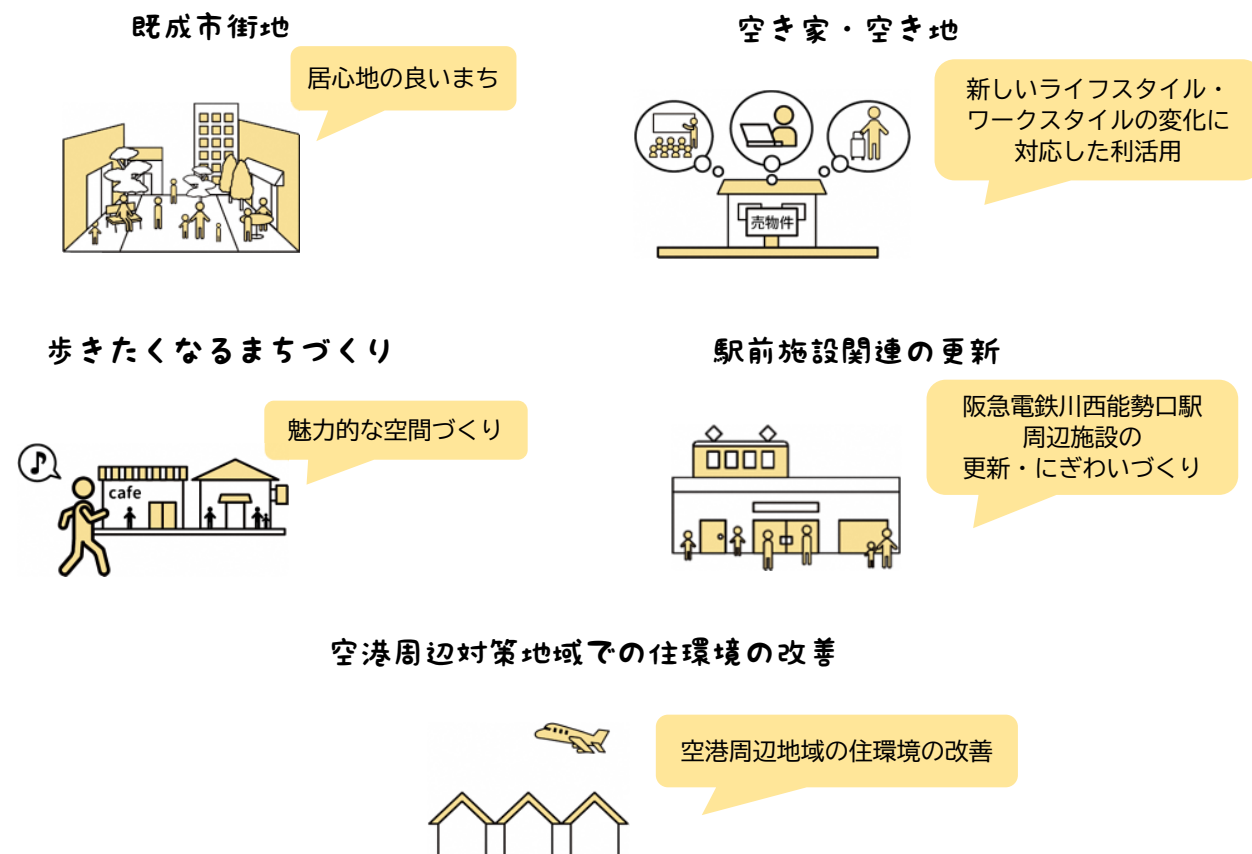 既成市街地
居心地の良いまち
空き家・空き地
新しいライフスタイル・
ワークスタイルの変化に
対応した利活用
売物件
歩きたくなるまちづくり
魅力的な空間づくり
cafe
駅前施設関連の更新
阪急電鉄川西能勢口駅
周辺施設の
更新・にぎわいづくり
空港周辺対策地域での住環境の改善
空港周辺地域の住環境の改善